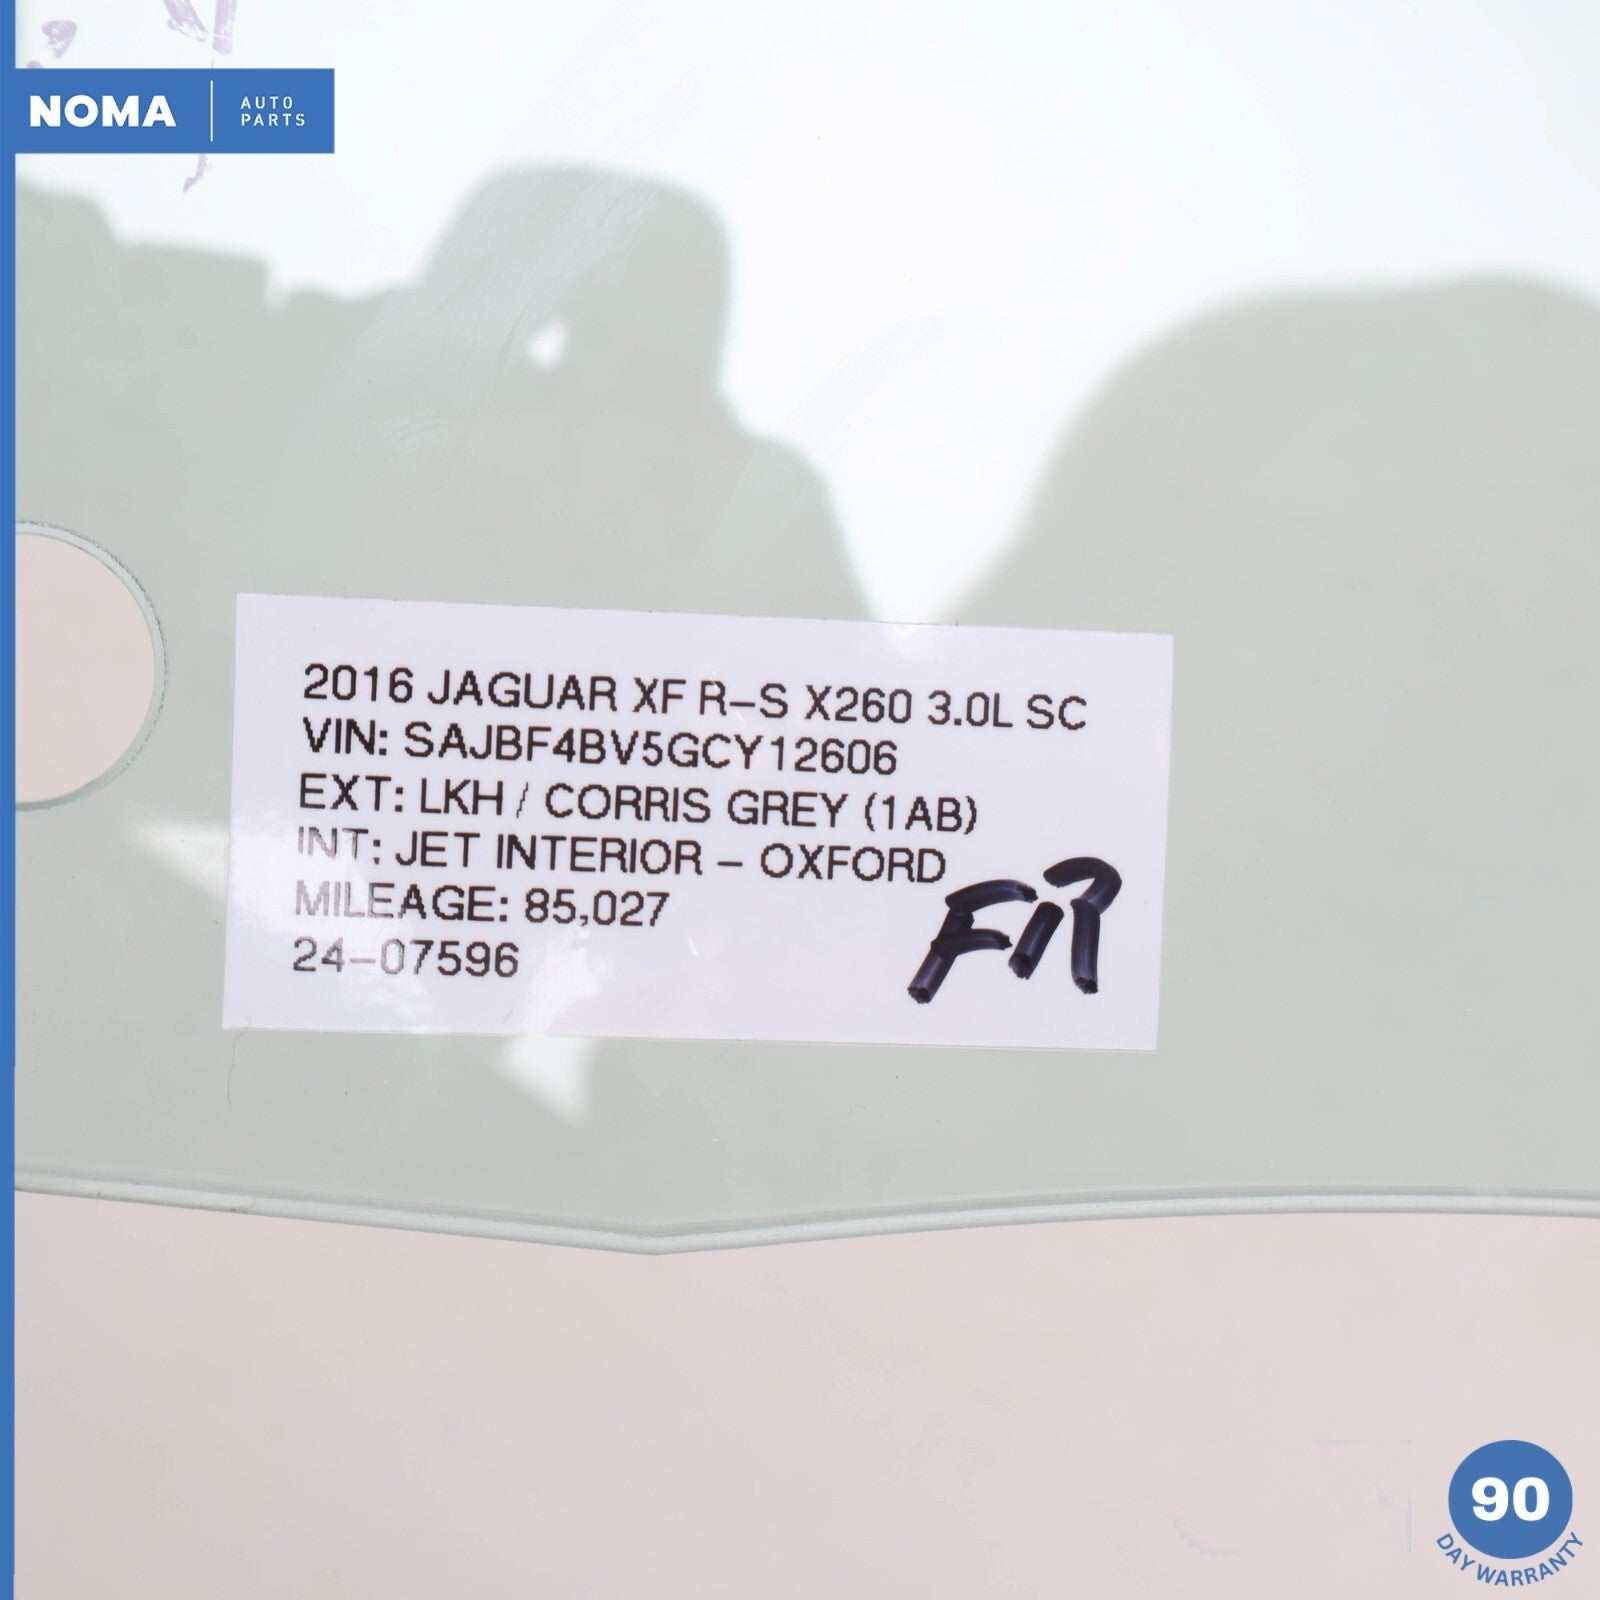 NOMA
AUTO
PARTS
2016 JAGUAR XF R-S X260 3.0L SC
VIN: SAJBF4BV5GCY12606
EXT: LKH / CORRIS GREY (1AB)
INT: JET INTERIOR - OXFORD
MILEAGE: 85,027
24-07596
FR
90
DAY WARRANTY